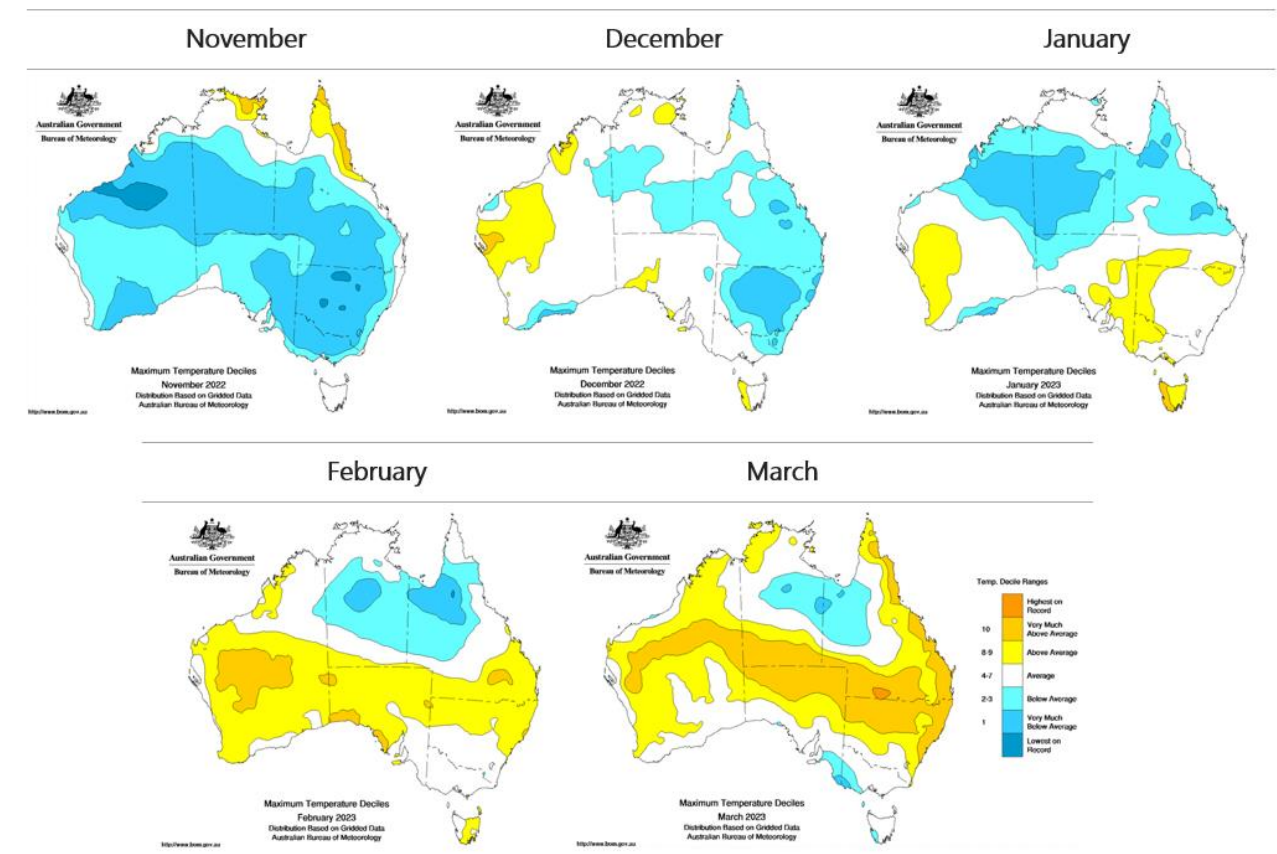 November
December
January
Australian Government
Bureau of Meteorology
Maximum Temperature Deciles
November 2022
Distribution Based on Gridded Data
Australian Bureau of Meteorology
http://www.bom.gov.au
Australian Government
Bureau of Meteorology
Maximum Temperature Deciles
December 2022
Distribution Based on Gridded Data
Australian Bureau of Meteorology
http://www.bom.gov.au
Australian Government
Bureau of Meteorology
Maximum Temperature Deciles
January 2023
Distribution Based on Gridded Data
Australian Bureau of Meteorology
http://www.bom.gov.au
February
March
Australian Government
Bureau of Meteorology
Maximum Temperature Deciles
February 2023
Distribution Based on Gridded Data
Australian Bureau of Meteorology
http://www.bom.gov.au
Australian Government
Bureau of Meteorology
Maximum Temperature Deciles
March 2023
Distribution Based on Gridded Data
Australian Bureau of Meteorology
http://www.bom.gov.au
Temp. Decile Ranges
Highest on
Record
10 Very Much
Above Average
8-9 Above Average
4-7 Average
2-3 Below Average
1 Very Much
Below Average
Lowest on
Record